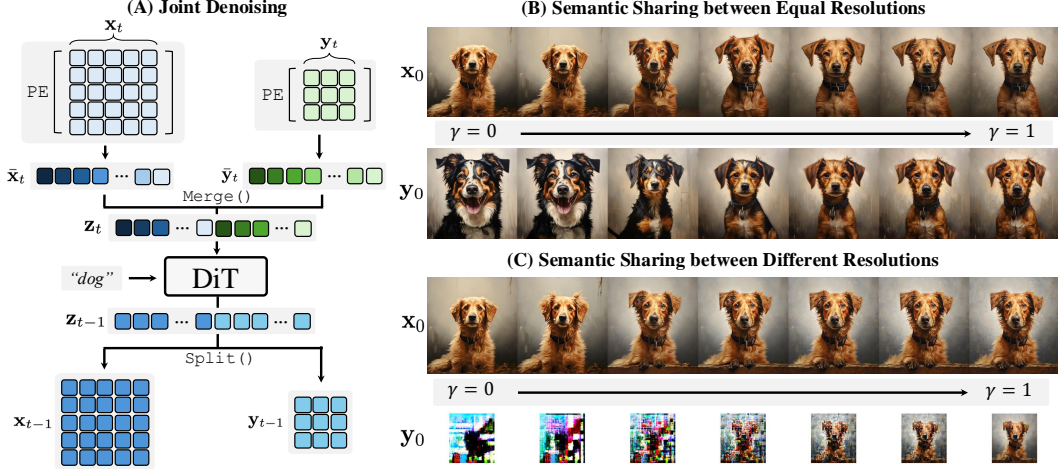 (A) Joint Denoising
x_t
y_t
PE
PE
x̄_t
...
ȳ_t
...
Merge()
z_t
...
...
"dog"
DiT
z_{t-1}
...
...
Split()
x_{t-1}
y_{t-1}
(B) Semantic Sharing between Equal Resolutions
x_0
γ = 0
γ = 1
y_0
(C) Semantic Sharing between Different Resolutions
x_0
γ = 0
γ = 1
y_0